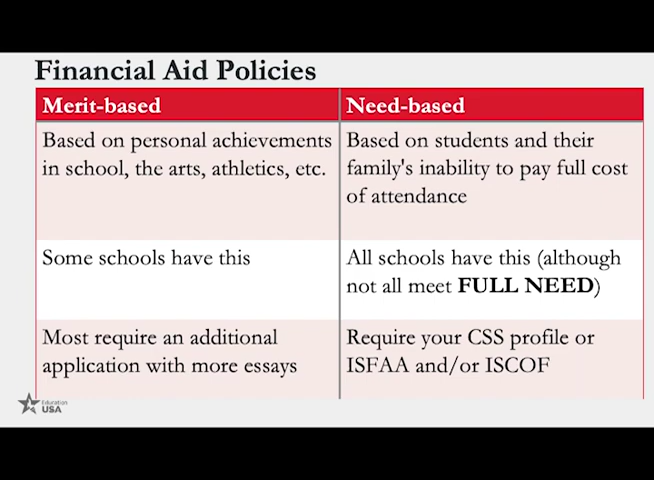 Financial Aid Policies
Merit-based
Need-based
Based on personal achievements
in school, the arts, athletics, etc.
Based on students and their
family's inability to pay full cost
of attendance
Some schools have this
All schools have this (although
not all meet FULL NEED)
Most require an additional
application with more essays
Require your CSS profile or
ISFAA and/or ISCOF
Education
USA